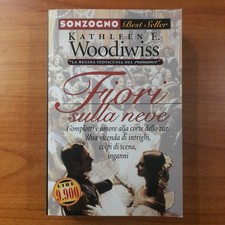 SONZOGNO Best Seller
KATHLEEN E.
Woodiwiss
"LA REGINA INDISCUSSA DEL romance"
Fiori
sulla neve
Complotti e amore alla corte dello zar.
Una vicenda di intrighi,
colpi di scena,
inganni
LIRE
9.900